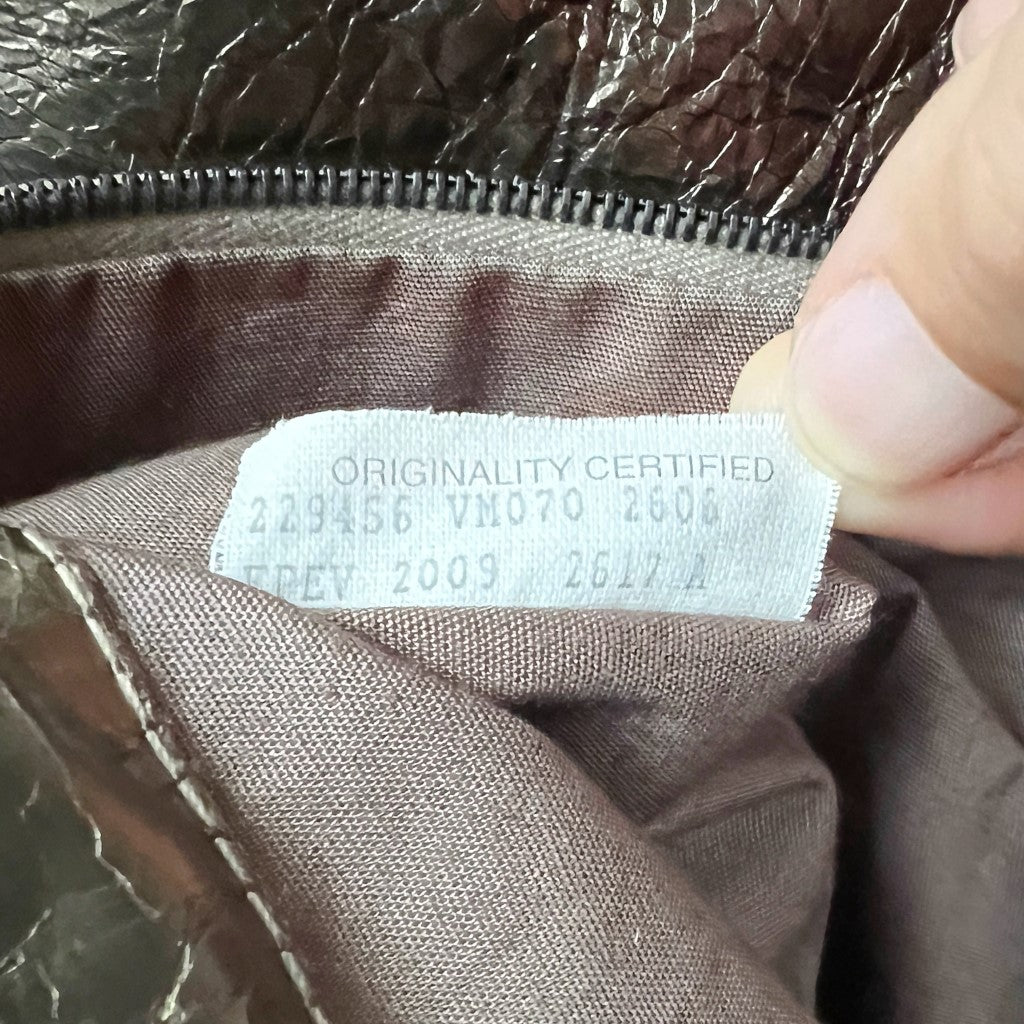 ORIGINALITY CERTIFIED
229456 VM070 2606
2009 2617 A